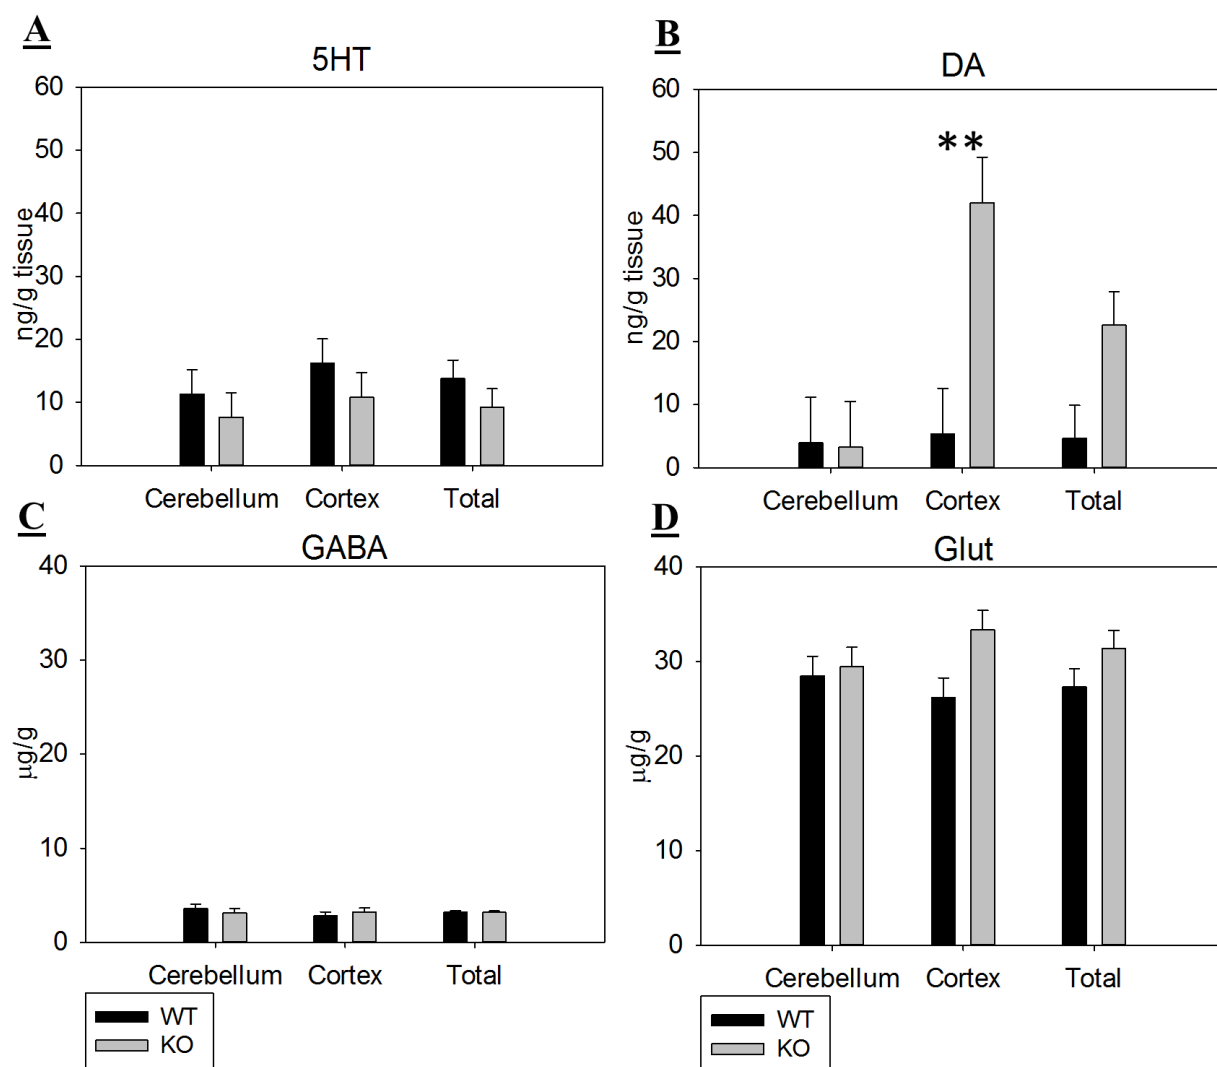 A
5HT
60
50
40
30
20
10
0
ng/g tissue
Cerebellum Cortex Total
B
DA
60
50
40
30
20
10
0
ng/g tissue
**
Cerebellum Cortex Total
C
GABA
40
30
20
10
0
µg/g
Cerebellum Cortex Total
WT
KO
D
Glut
40
30
20
10
0
µg/g
Cerebellum Cortex Total
WT
KO